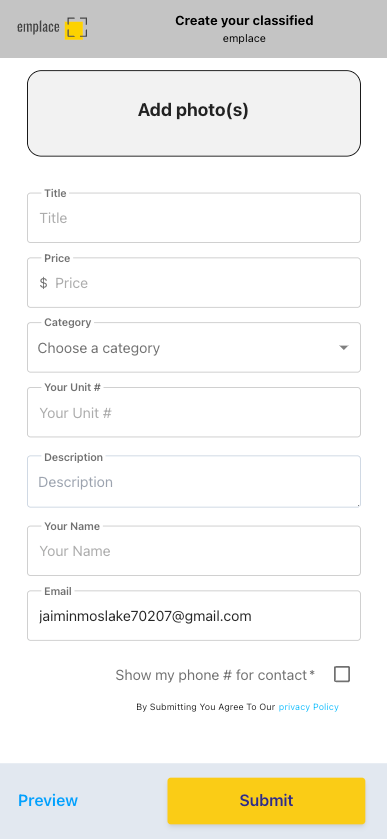 emplace
Create your classified
emplace
Add photo(s)
Title
Title
Price
$ Price
Category
Choose a category
Your Unit #
Your Unit #
Description
Description
Your Name
Your Name
Email
jaiminmoslake70207@gmail.com
Show my phone # for contact*
By Submitting You Agree To Our privacy Policy
Preview
Submit